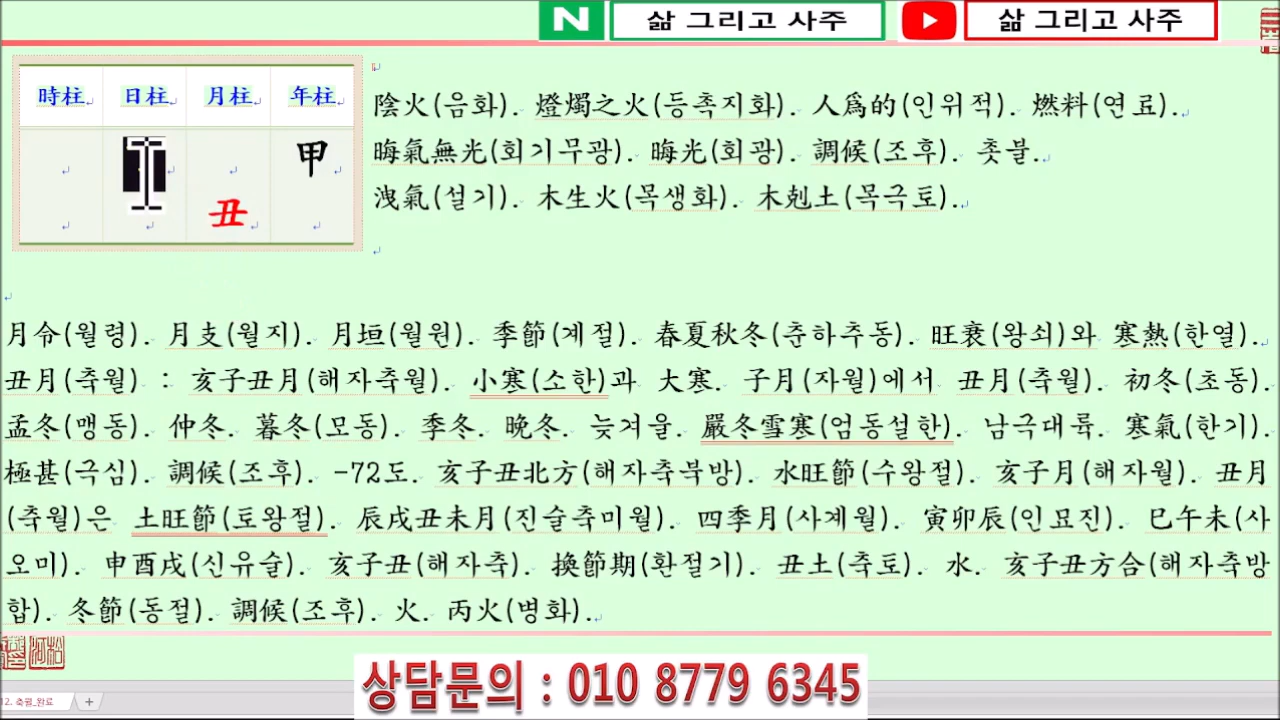 N 삶 그리고 사주 삶 그리고 사주
時柱 日柱 月柱 年柱
甲
丑
陰火(음화). 燈燭之火(등촉지화). 人爲的(인위적). 燃料(연료).
晦氣無光(회기무광). 晦光(회광). 調候(조후). 촛불.
洩氣(설기). 木生火(목생화). 木剋土(목극토).
月令(월령). 月支(월지). 月垣(월원). 季節(계절). 春夏秋冬(춘하추동). 旺衰(왕쇠)와 寒熱(한열).
丑月(축월) : 亥子丑月(해자축월). 小寒(소한)과 大寒. 子月(자월)에서 丑月(축월). 初冬(초동).
孟冬(맹동). 仲冬. 暮冬(모동). 季冬. 晩冬. 늦겨울. 嚴冬雪寒(엄동설한). 남극대륙. 寒氣(한기).
極甚(극심). 調候(조후). -72도. 亥子丑北方(해자축북방). 水旺節(수왕절). 亥子月(해자월). 丑月
(축월)은 土旺節(토왕절). 辰戌丑未月(진술축미월). 四季月(사계월). 寅卯辰(인묘진). 巳午未(사
오미). 申酉戌(신유술). 亥子丑(해자축). 換節期(환절기). 丑土(축토). 水. 亥子丑方合(해자축방
합). 冬節(동절). 調候(조후). 火. 丙火(병화).
상담문의 : 010 8779 6345
12. 축월_완료 +